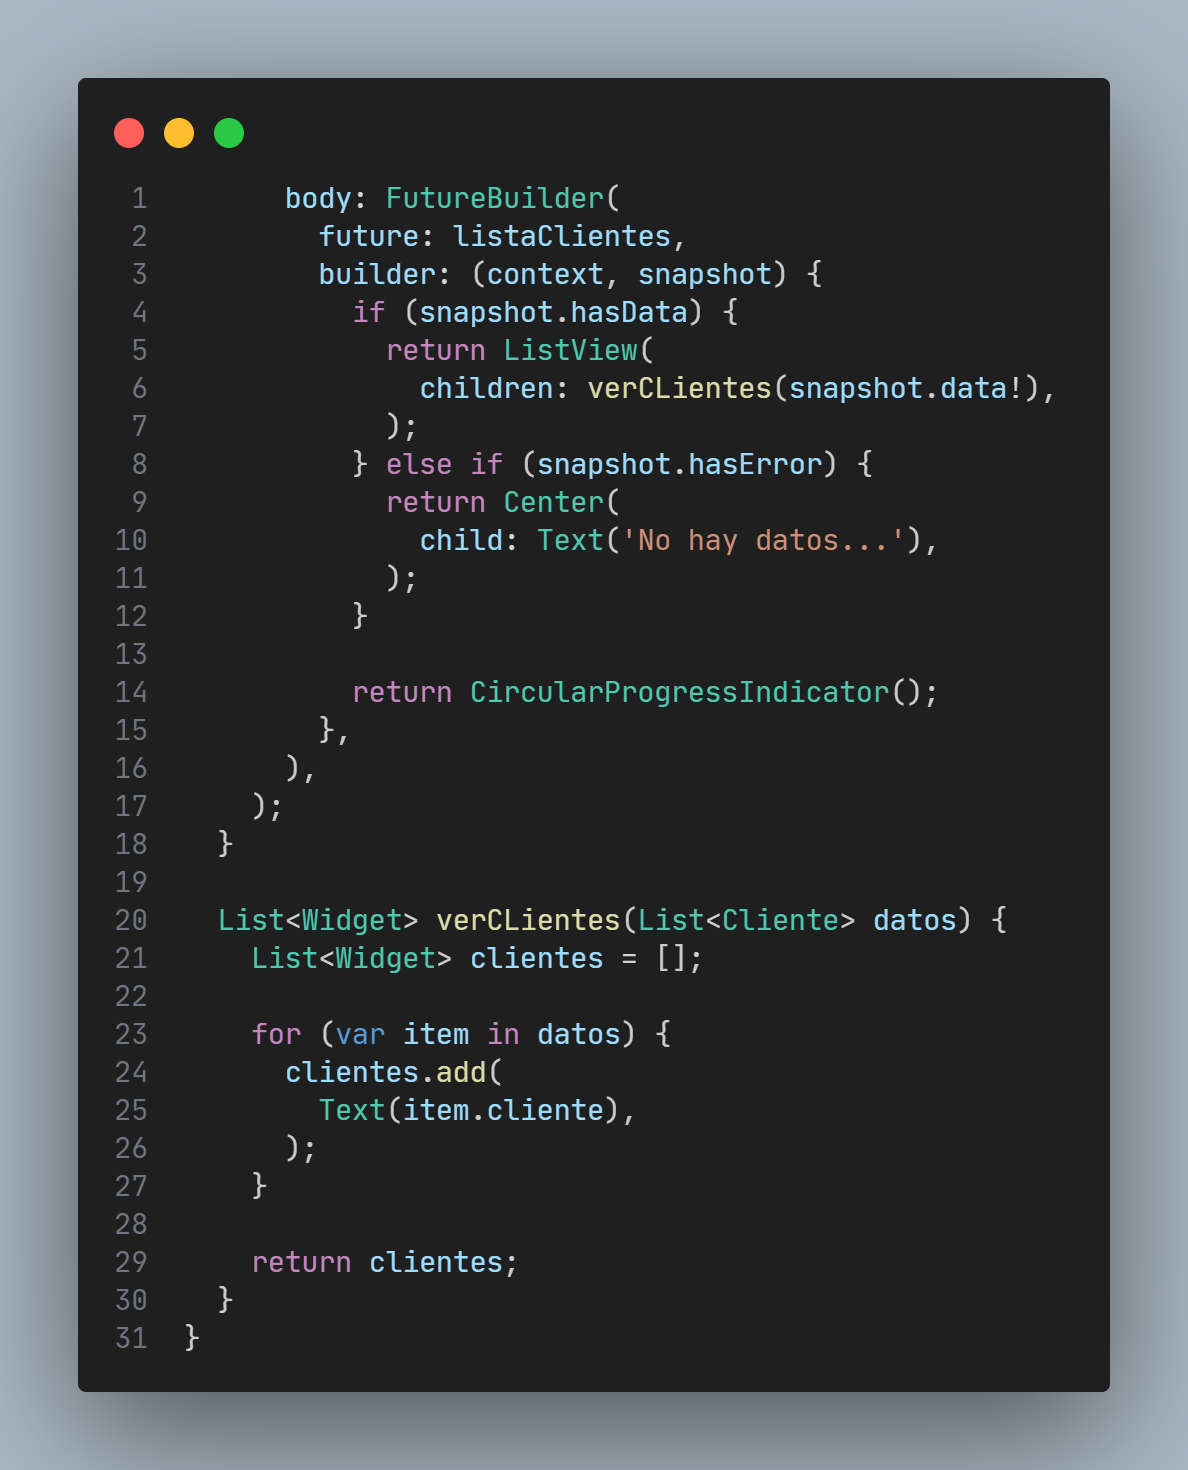 1       body: FutureBuilder(
2         future: listaClientes,
3         builder: (context, snapshot) {
4           if (snapshot.hasData) {
5             return ListView(
6               children: verCLientes(snapshot.data!),
7             );
8           } else if (snapshot.hasError) {
9             return Center(
10               child: Text('No hay datos...'),
11             );
12           }
13
14           return CircularProgressIndicator();
15         },
16       ),
17     );
18   }
19
20   List<Widget> verCLientes(List<Cliente> datos) {
21     List<Widget> clientes = [];
22
23     for (var item in datos) {
24       clientes.add(
25         Text(item.cliente),
26       );
27     }
28
29     return clientes;
30   }
31 }